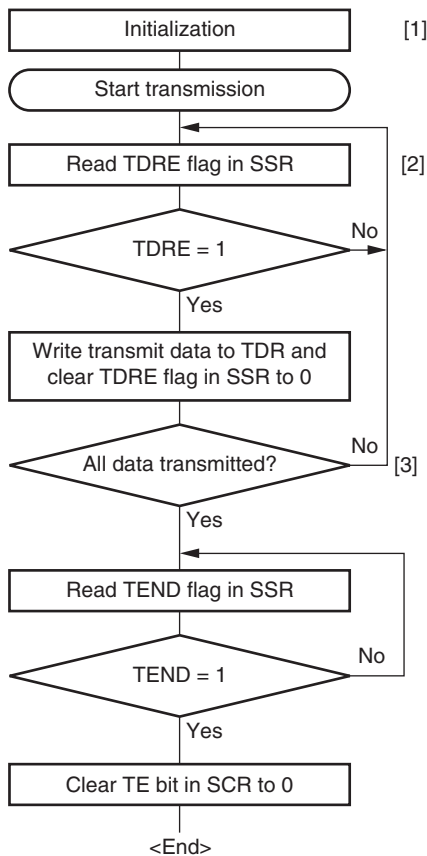 Initialization [1]
Start transmission
Read TDRE flag in SSR [2]
TDRE = 1
No
Yes
Write transmit data to TDR and
clear TDRE flag in SSR to 0
All data transmitted?
No
[3]
Yes
Read TEND flag in SSR
TEND = 1
No
Yes
Clear TE bit in SCR to 0
<End>